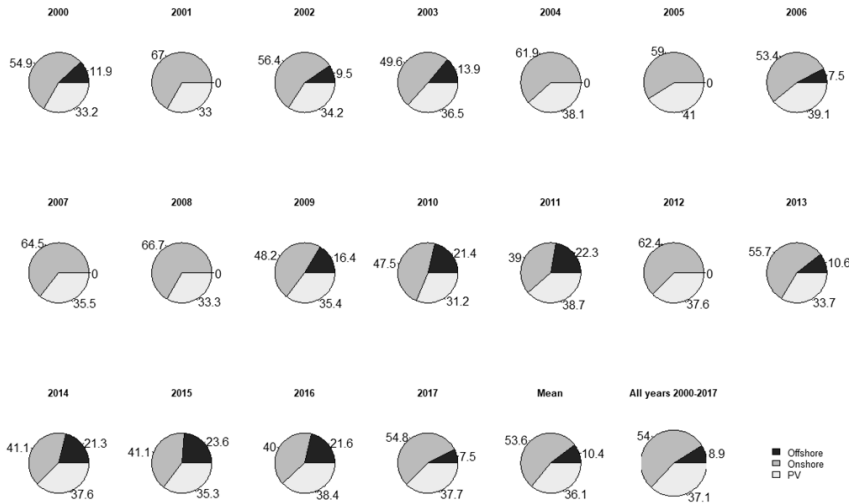 2000 2001 2002 2003 2004 2005 2006
54.9 11.9 33.2
67 0 33
56.4 9.5 34.2
49.6 13.9 36.5
61.9 0 38.1
59 0 41
53.4 7.5 39.1
2007 2008 2009 2010 2011 2012 2013
64.5 0 35.5
66.7 0 33.3
48.2 16.4 35.4
47.5 21.4 31.2
39 22.3 38.7
62.4 0 37.6
55.7 10.6 33.7
2014 2015 2016 2017 Mean All years 2000-2017
41.1 21.3 37.6
41.1 23.6 35.3
40 21.6 38.4
54.8 7.5 37.7
53.6 10.4 36.1
54 8.9 37.1
Offshore
Onshore
PV